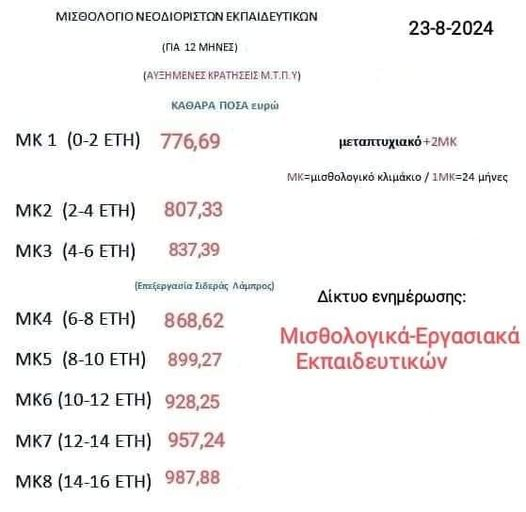 ΜΙΣΘΟΛΟΓΙΟ ΝΕΟΔΙΟΡΙΣΤΩΝ ΕΚΠΑΙΔΕΥΤΙΚΩΝ
23-8-2024
(ΓΙΑ 12 ΜΗΝΕΣ)
(ΑΥΞΗΜΕΝΕΣ ΚΡΑΤΗΣΕΙΣ Μ.Τ.Π.Υ)
ΚΑΘΑΡΑ ΠΟΣΑ ευρώ
ΜΚ 1 (0-2 ΕΤΗ) 776,69
μεταπτυχιακό +2ΜΚ
ΜΚ=μισθολογικό κλιμάκιο / 1ΜΚ=24 μήνες
ΜΚ2 (2-4 ΕΤΗ) 807,33
ΜΚ3 (4-6 ΕΤΗ) 837,39
(Επεξεργασία Σιδεράς Λάμπρος)
Δίκτυο ενημέρωσης:
ΜΚ4 (6-8 ΕΤΗ) 868,62
Μισθολογικά-Εργασιακά
Εκπαιδευτικών
ΜΚ5 (8-10 ΕΤΗ) 899,27
ΜΚ6 (10-12 ΕΤΗ) 928,25
ΜΚ7 (12-14 ΕΤΗ) 957,24
ΜΚ8 (14-16 ΕΤΗ) 987,88